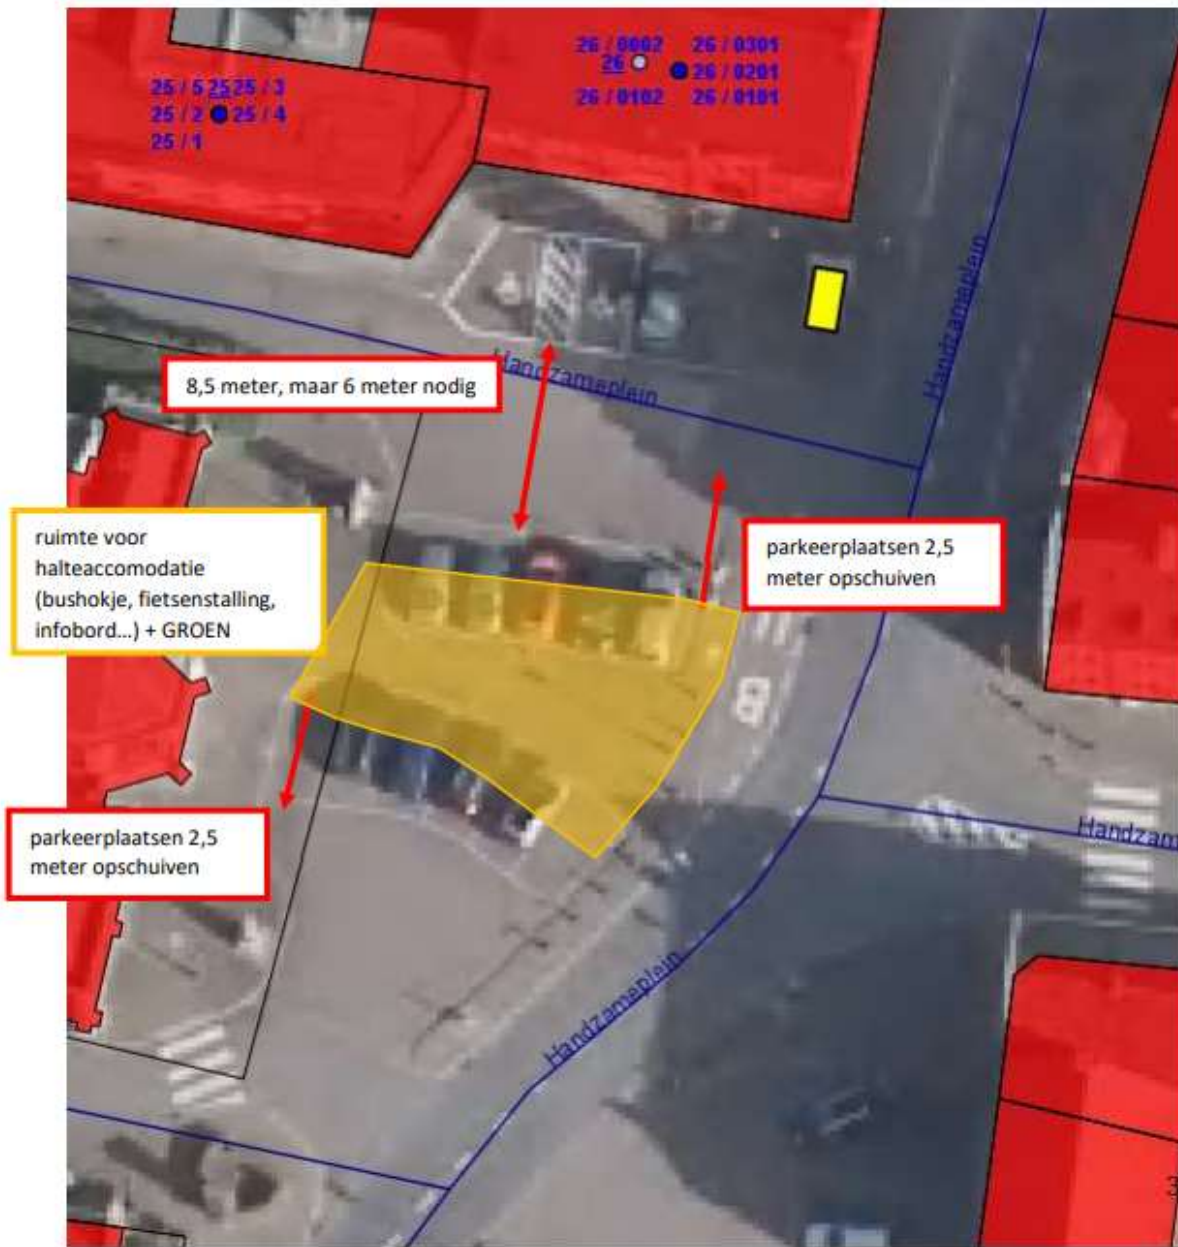 26 / 0002 26 / 0301
26 26 / 0201
26 / 0102 26 / 0101
25 / 5 25 25 / 3
25 / 2 25 / 4
25 / 1
Handzameplein
8,5 meter, maar 6 meter nodig
Handzameplein
ruimte voor
halteaccomodatie
(bushokje, fietsenstalling,
infobord...) + GROEN
parkeerplaatsen 2,5
meter opschuiven
parkeerplaatsen 2,5
meter opschuiven
Handzam
Handzameplein
3